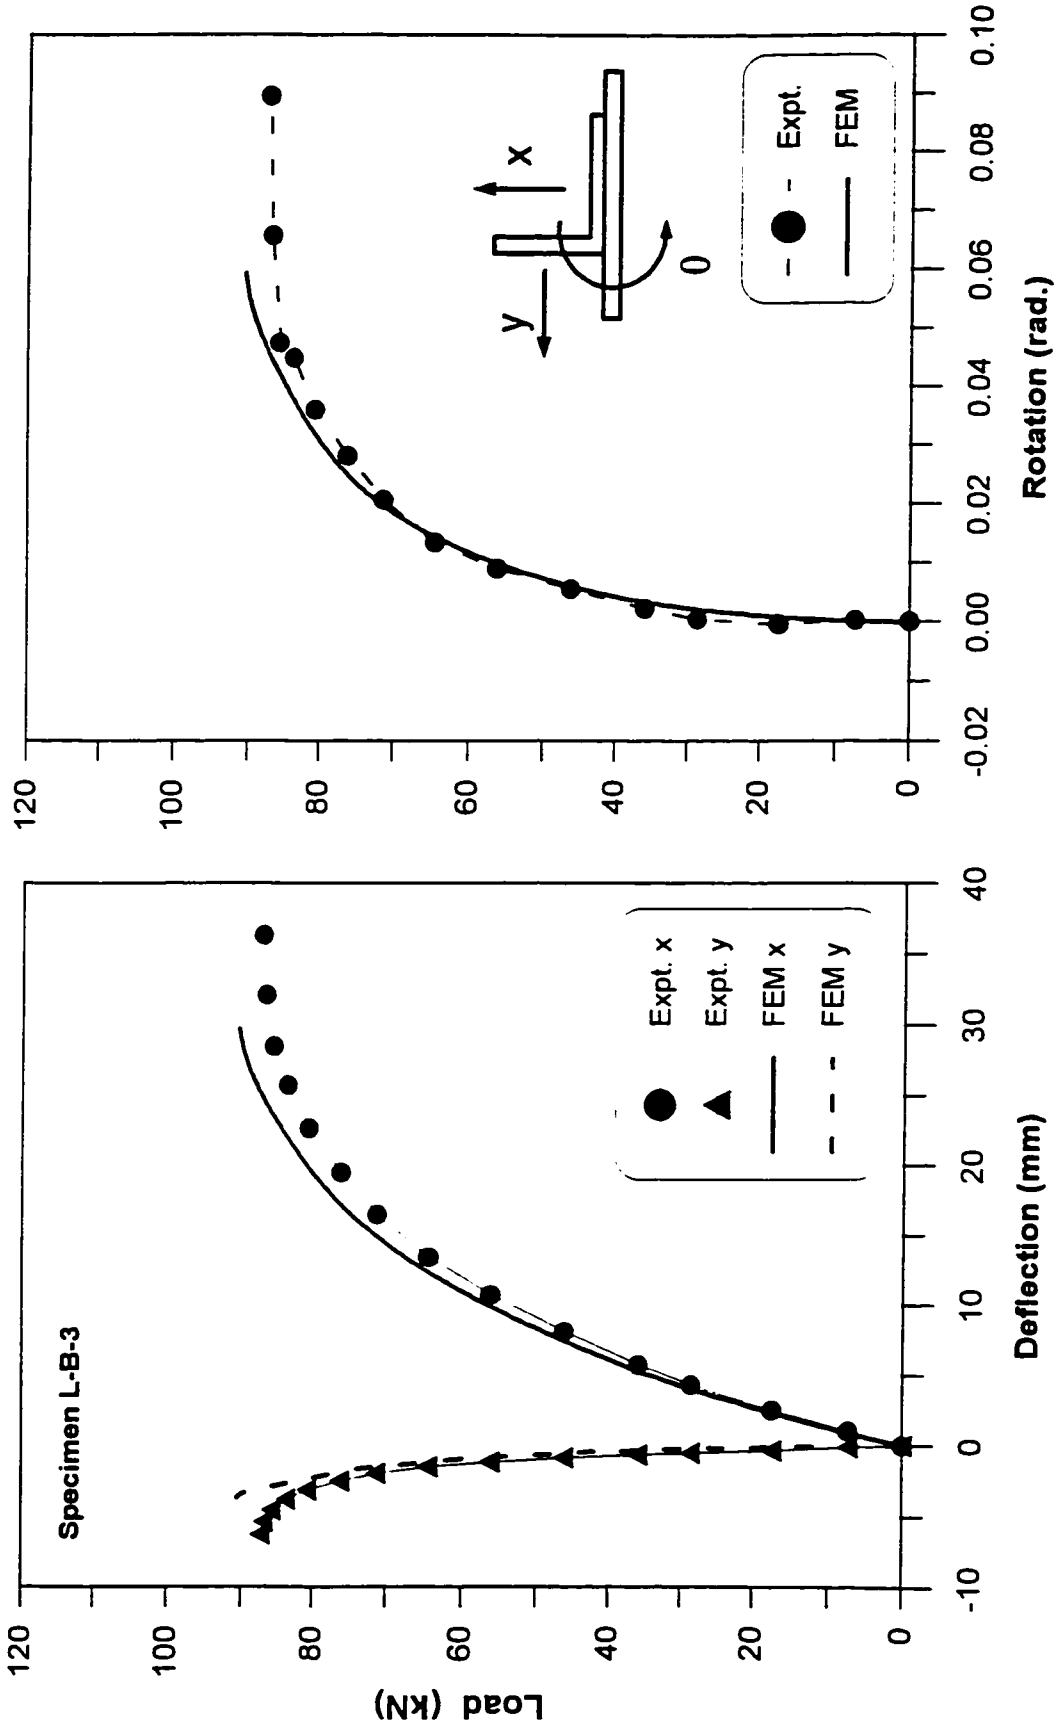 Specimen L-B-3
Load (kN)
120
100
80
60
40
20
0
-10
0
10
20
30
40
Deflection (mm)
Expt. x
Expt. y
FEM x
FEM y
120
100
80
60
40
20
0
-0.02
0.00
0.02
0.04
0.06
0.08
0.10
Rotation (rad.)
y
x
θ
Expt.
FEM